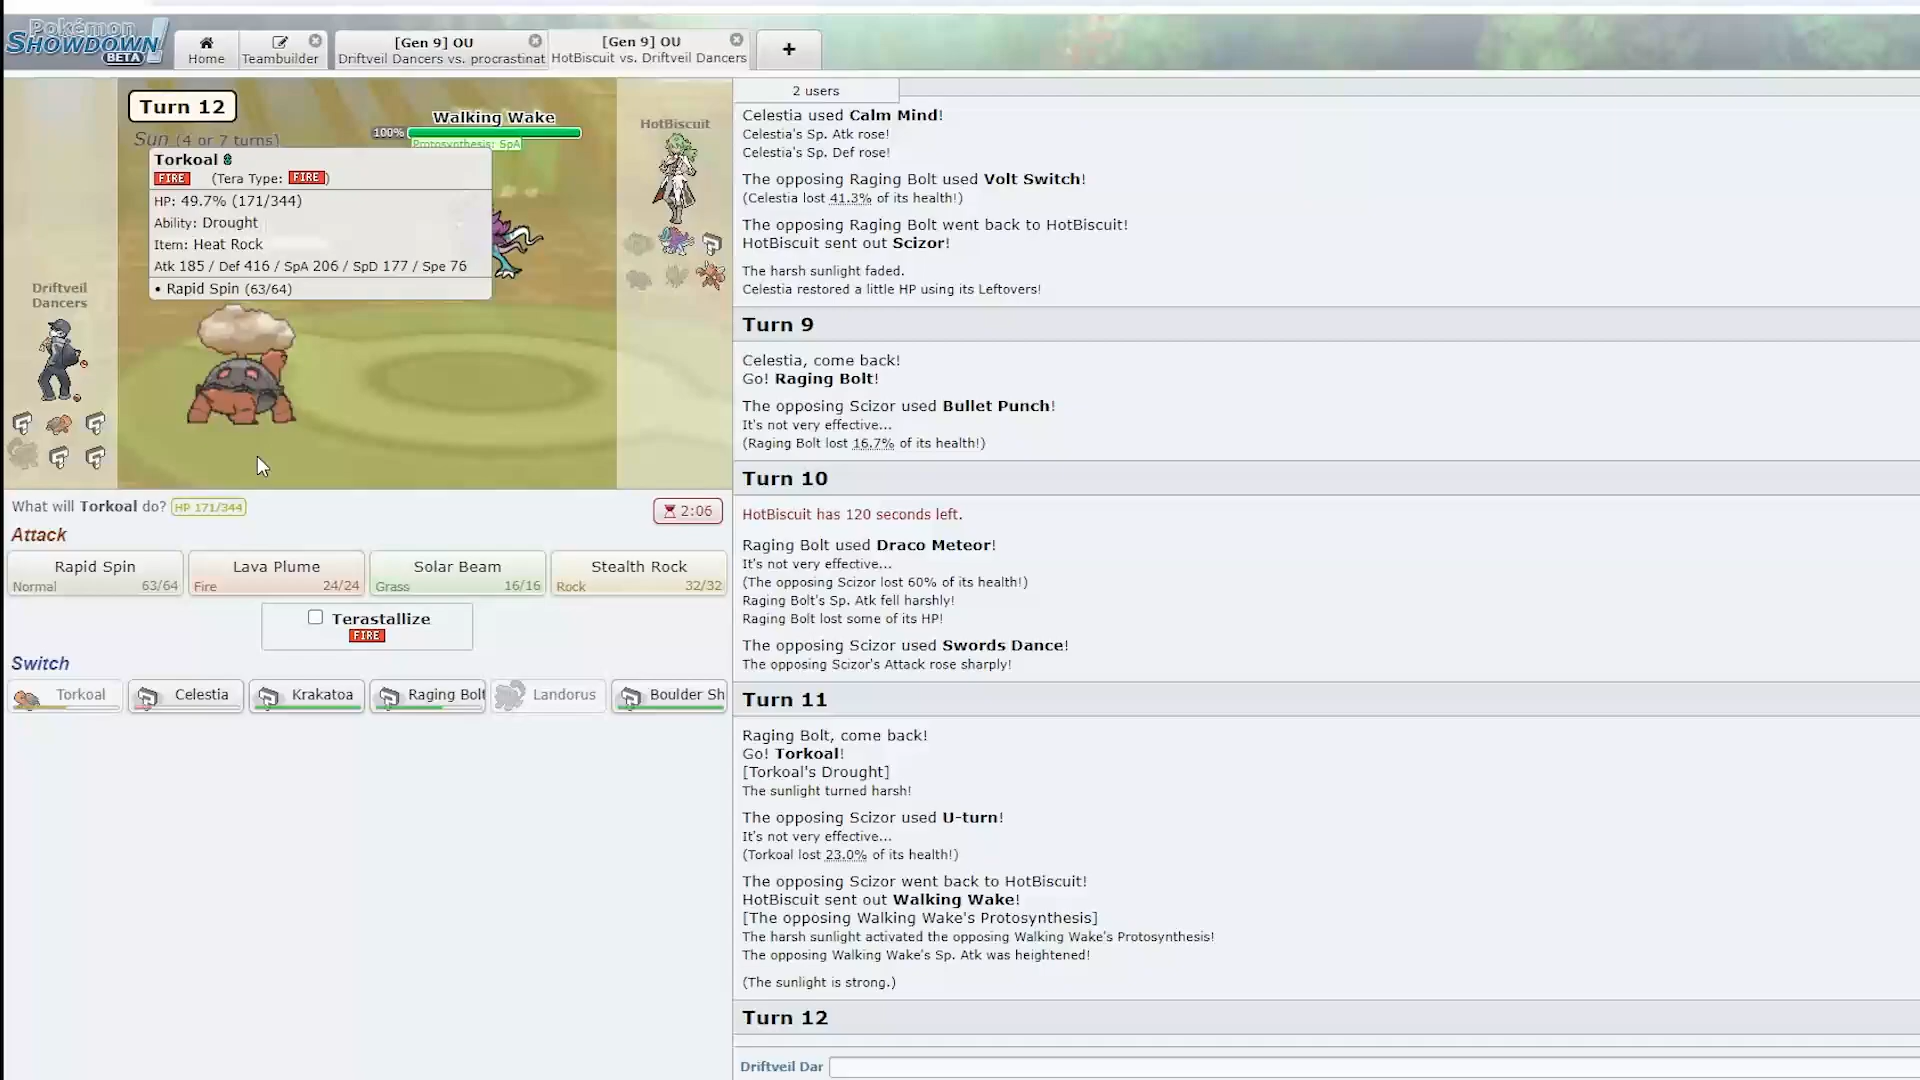 Pokémon
SHOWDOWN!
BETA
Home
Teambuilder
[Gen 9] OU
Driftveil Dancers vs. procrastinat
[Gen 9] OU
HotBiscuit vs. Driftveil Dancers
+
Turn 12
Sun (4 or 7 turns)
Walking Wake
100%
Protosynthesis: SpA
Torkoal
FIRE (Tera Type: FIRE)
HP: 49.7% (171/344)
Ability: Drought
Item: Heat Rock
Atk 185 / Def 416 / SpA 206 / SpD 177 / Spe 76
• Rapid Spin (63/64)
HotBiscuit
Driftveil
Dancers
What will Torkoal do? HP 171/344
2:06
Attack
Rapid Spin
Normal 63/64
Lava Plume
Fire 24/24
Solar Beam
Grass 16/16
Stealth Rock
Rock 32/32
Terastallize
FIRE
Switch
Torkoal
Celestia
Krakatoa
Raging Bolt
Landorus
Boulder Sh
2 users
Celestia used Calm Mind!
Celestia's Sp. Atk rose!
Celestia's Sp. Def rose!
The opposing Raging Bolt used Volt Switch!
(Celestia lost 41.3% of its health!)
The opposing Raging Bolt went back to HotBiscuit!
HotBiscuit sent out Scizor!
The harsh sunlight faded.
Celestia restored a little HP using its Leftovers!
Turn 9
Celestia, come back!
Go! Raging Bolt!
The opposing Scizor used Bullet Punch!
It's not very effective...
(Raging Bolt lost 16.7% of its health!)
Turn 10
HotBiscuit has 120 seconds left.
Raging Bolt used Draco Meteor!
It's not very effective...
(The opposing Scizor lost 60% of its health!)
Raging Bolt's Sp. Atk fell harshly!
Raging Bolt lost some of its HP!
The opposing Scizor used Swords Dance!
The opposing Scizor's Attack rose sharply!
Turn 11
Raging Bolt, come back!
Go! Torkoal!
[Torkoal's Drought]
The sunlight turned harsh!
The opposing Scizor used U-turn!
It's not very effective...
(Torkoal lost 23.0% of its health!)
The opposing Scizor went back to HotBiscuit!
HotBiscuit sent out Walking Wake!
[The opposing Walking Wake's Protosynthesis]
The harsh sunlight activated the opposing Walking Wake's Protosynthesis!
The opposing Walking Wake's Sp. Atk was heightened!
(The sunlight is strong.)
Turn 12
Driftveil Dar